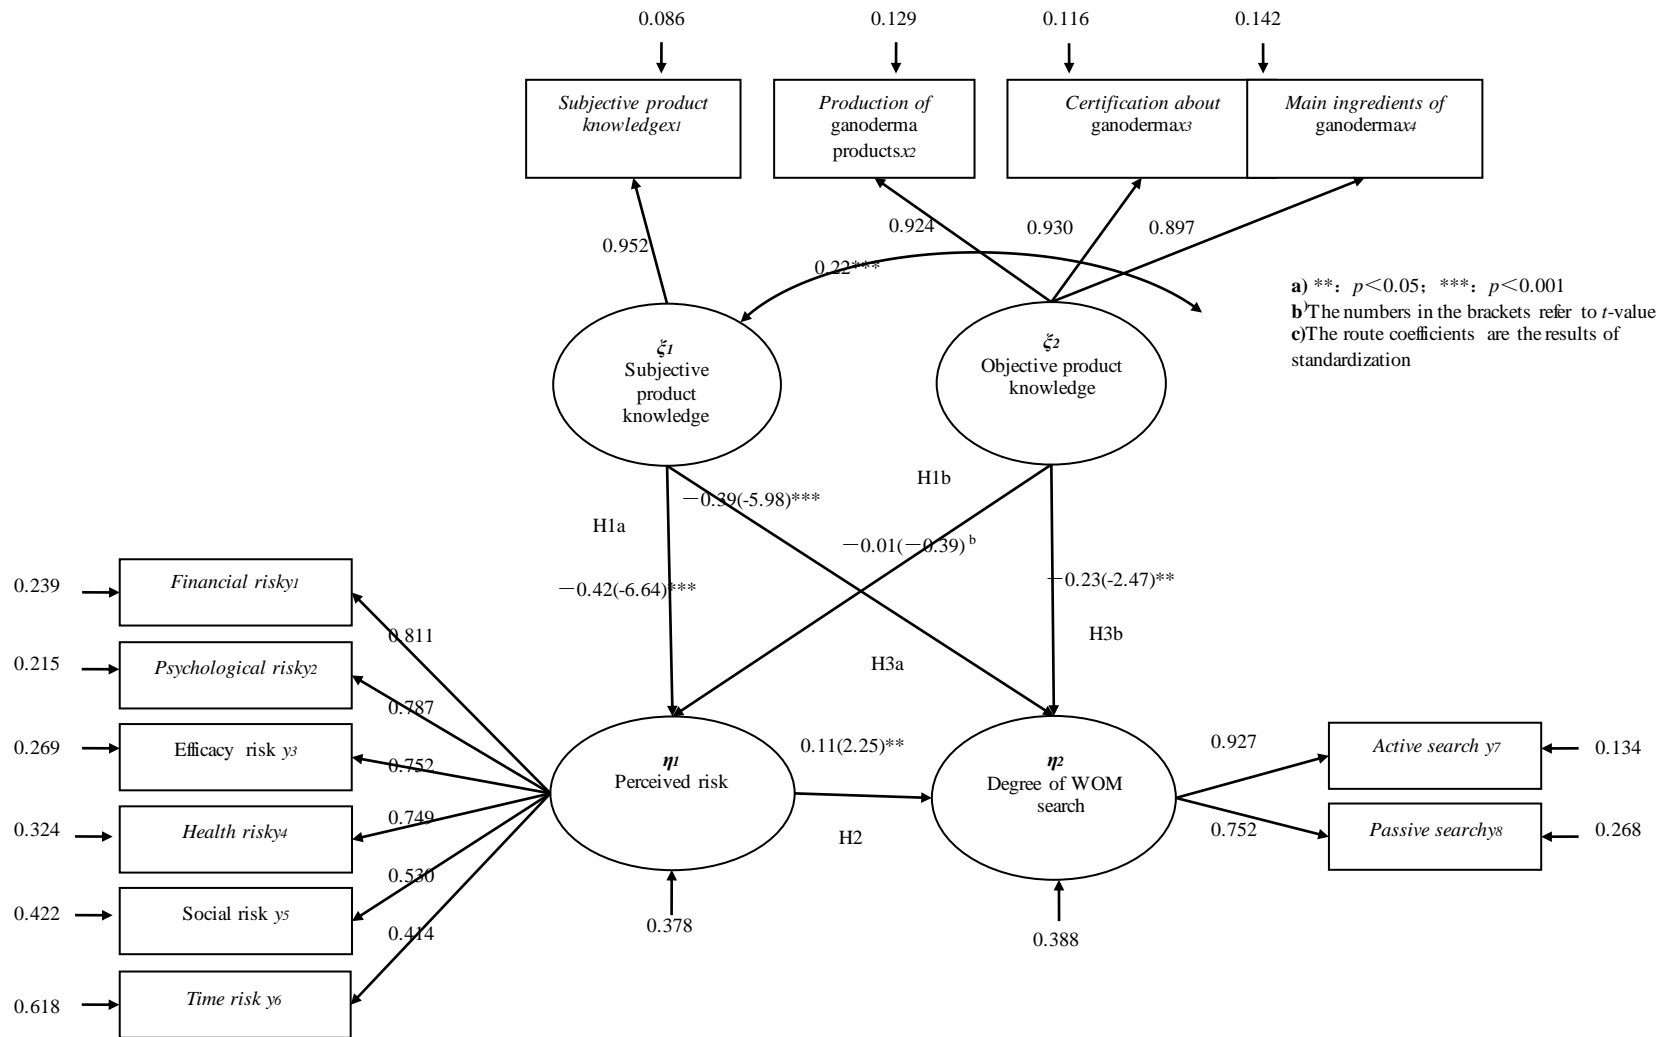 0.086
0.129
0.116
0.142
Subjective product
knowledgex1
Production of
ganoderma
productsx2
Certification about
ganodermax3
Main ingredients of
ganodermax4
0.952
0.924
0.930
0.897
0.22***
a) **：p＜0.05；***：p＜0.001
b)The numbers in the brackets refer to t-value
c)The route coefficients are the results of
standardization
ξ1
Subjective
product
knowledge
ξ2
Objective product
knowledge
H1a
H1b
－0.39(-5.98)***
－0.01(－0.39) b
－0.42(-6.64)***
－0.23(-2.47)**
H3a
H3b
0.239
Financial risky1
0.811
0.215
Psychological risky2
0.787
0.269
Efficacy risk y3
0.752
0.324
Health risky4
0.749
0.422
Social risk y5
0.530
0.618
Time risk y6
0.414
η1
Perceived risk
0.378
0.11(2.25)**
H2
η2
Degree of WOM
search
0.388
0.927
Active search y7
0.134
0.752
Passive searchy8
0.268